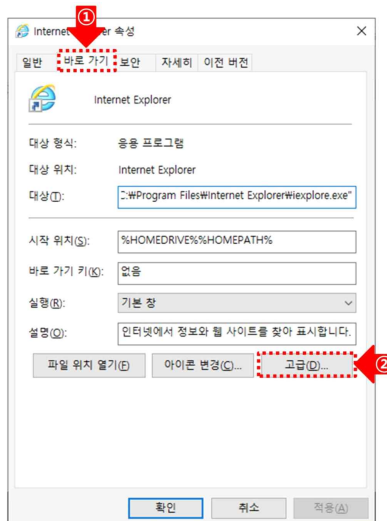 ①
Internet er 속성
일반 바로 가기 보안 자세히 이전 버전
Internet Explorer
대상 형식: 응용 프로그램
대상 위치: Internet Explorer
대상(T): C:₩Program Files₩Internet Explorer₩iexplore.exe"
시작 위치(S): %HOMEDRIVE%%HOMEPATH%
바로 가기 키(K): 없음
실행(R): 기본 창
설명(O): 인터넷에서 정보와 웹 사이트를 찾아 표시합니다.
파일 위치 열기(F) 아이콘 변경(C)... 고급(D)... ②
확인 취소 적용(A)